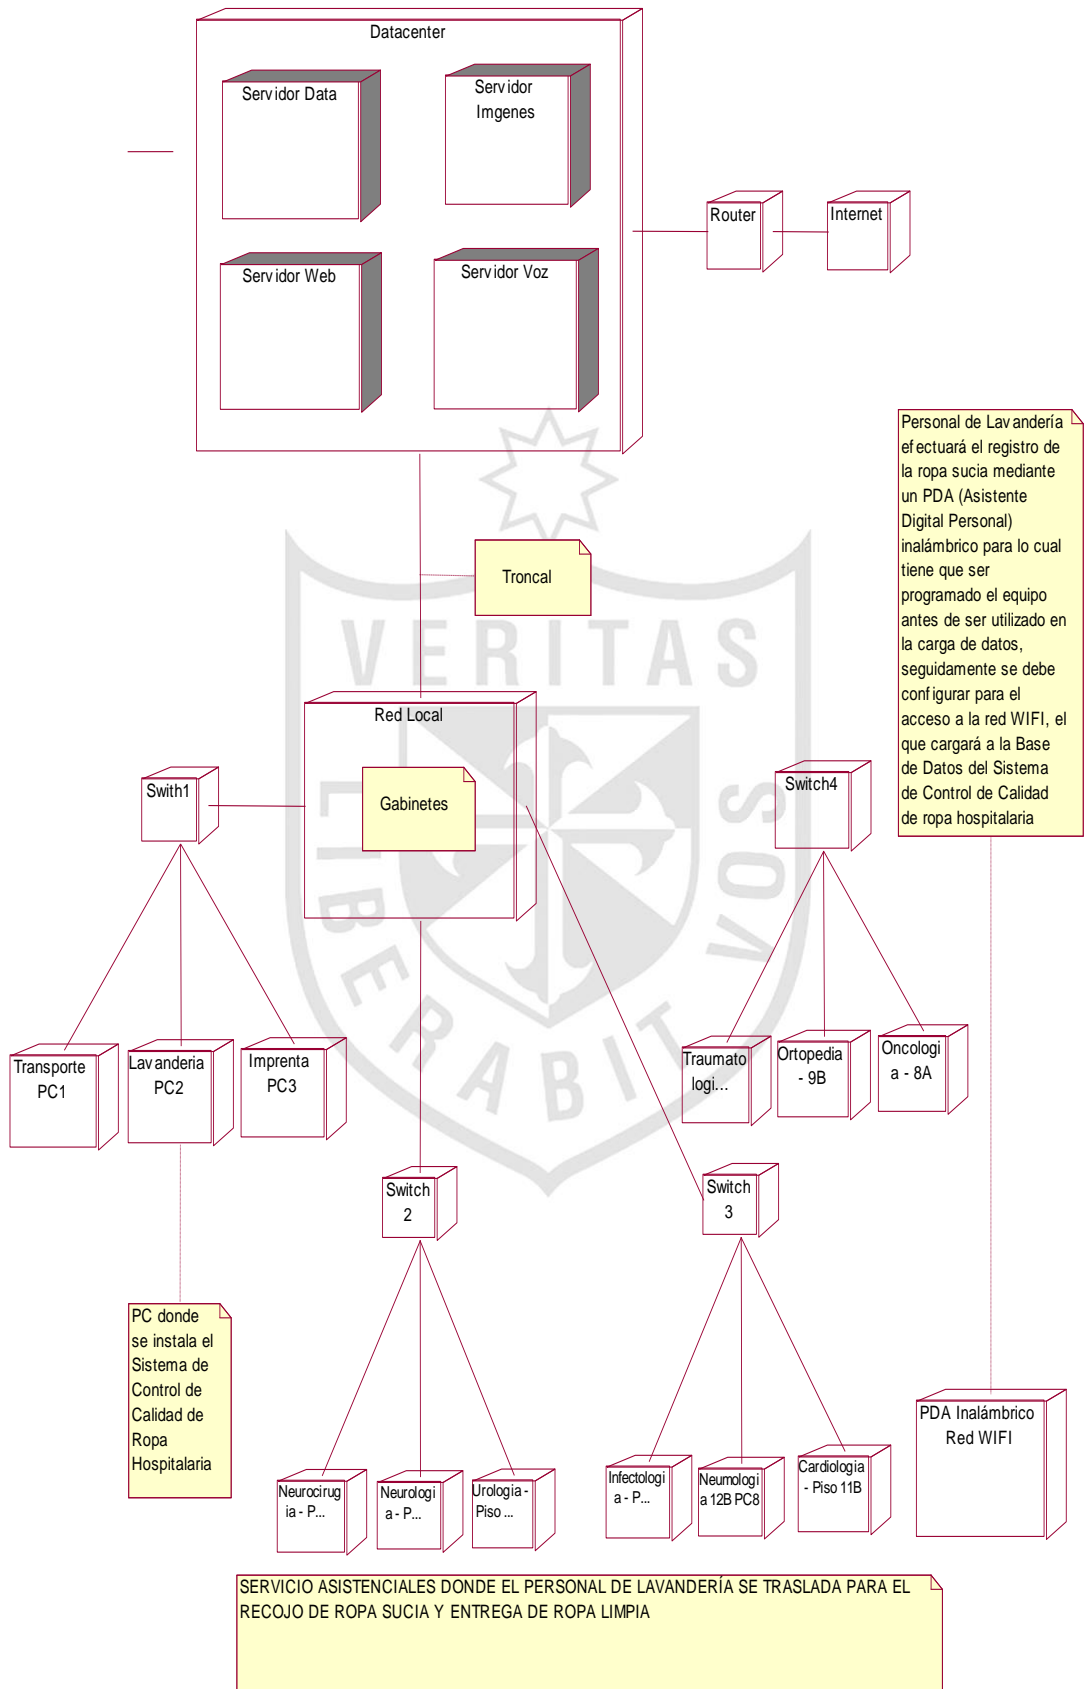 Datacenter
Servidor Data
Servidor
Imgenes
Servidor Web
Servidor Voz
Router
Internet
Personal de Lavandería
efectuará el registro de
la ropa sucia mediante
un PDA (Asistente
Digital Personal)
inalámbrico para lo cual
tiene que ser
programado el equipo
antes de ser utilizado en
la carga de datos,
seguidamente se debe
configurar para el
acceso a la red WIFI, el
que cargará a la Base
de Datos del Sistema
de Control de Calidad
de ropa hospitalaria
Troncal
VERITAS
LIBERABIT VOS
Red Local
Gabinetes
Swith1
Switch4
Transporte
PC1
Lavanderia
PC2
Imprenta
PC3
Traumato
logi...
Ortopedia
- 9B
Oncologi
a - 8A
Switch
2
Switch
3
PC donde
se instala el
Sistema de
Control de
Calidad de
Ropa
Hospitalaria
PDA Inalámbrico
Red WIFI
Neurocirug
ia - P...
Neurologi
a - P...
Urologia -
Piso ...
Infectologi
a - P...
Neumologi
a 12B PC8
Cardiologia
- Piso 11B
SERVICIO ASISTENCIALES DONDE EL PERSONAL DE LAVANDERÍA SE TRASLADA PARA EL
RECOJO DE ROPA SUCIA Y ENTREGA DE ROPA LIMPIA